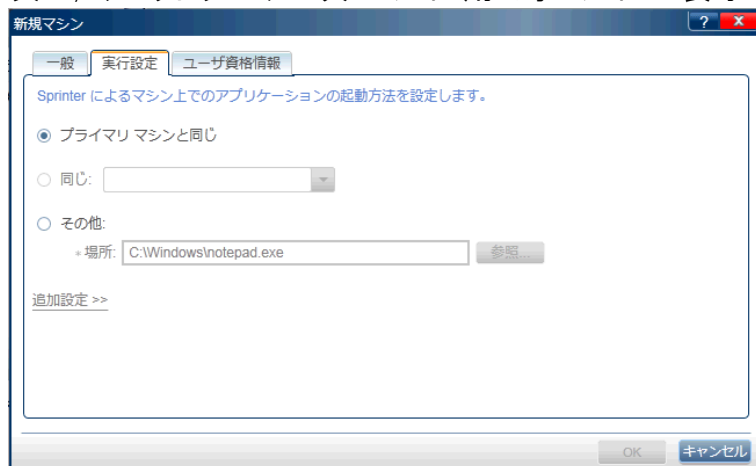 新規マシン
一般 実行設定 ユーザ資格情報
Sprinter によるマシン上でのアプリケーションの起動方法を設定します。
プライマリ マシンと同じ
同じ:
その他:
*場所: C:\Windows\notepad.exe 参照...
追加設定 >>
OK キャンセル